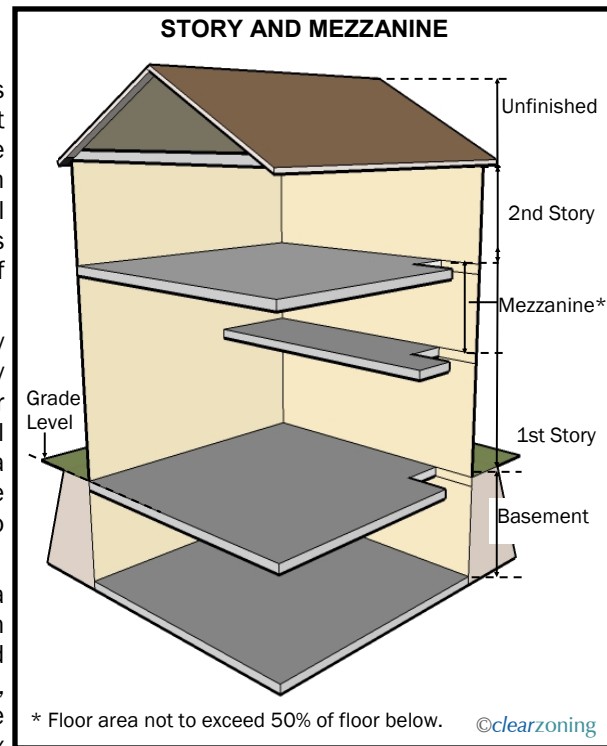 STORY AND MEZZANINE
Unfinished
2nd Story
Mezzanine*
Grade
Level
1st Story
Basement
* Floor area not to exceed 50% of floor below.
©clearzoning